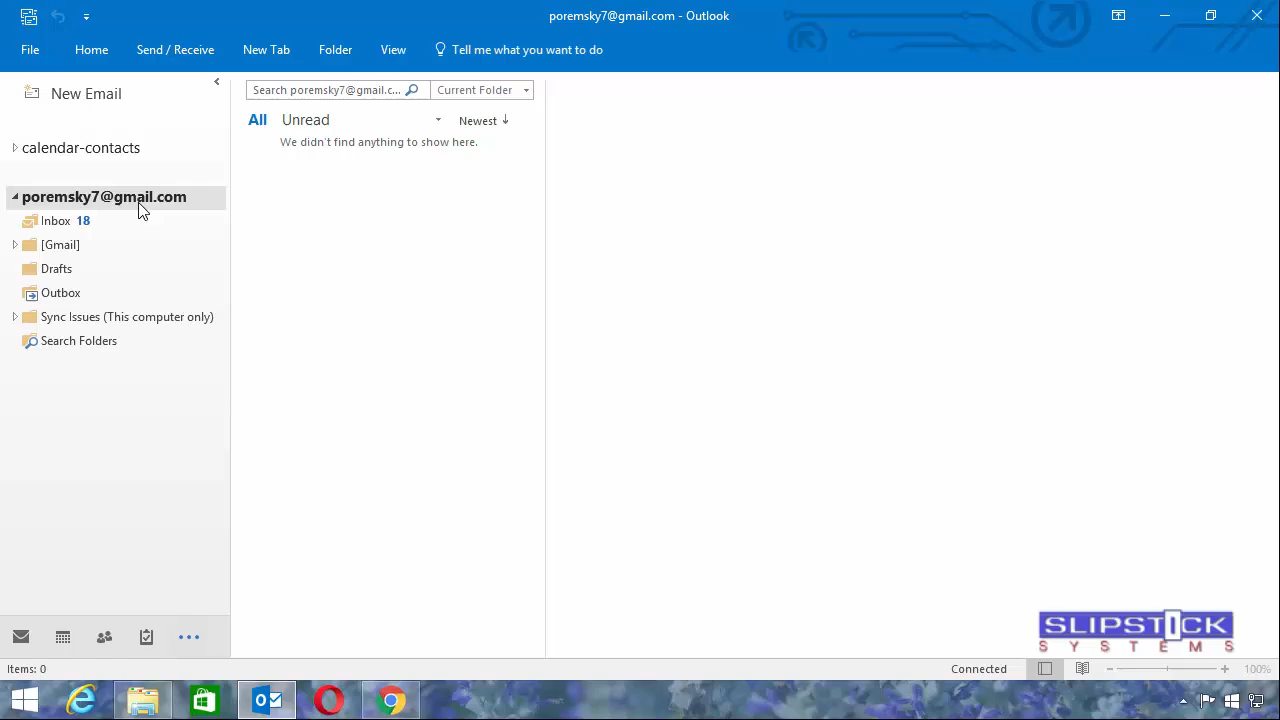 poremsky7@gmail.com - Outlook
File Home Send / Receive New Tab Folder View Tell me what you want to do
New Email
calendar-contacts
poremsky7@gmail.com
Inbox 18
[Gmail]
Drafts
Outbox
Sync Issues (This computer only)
Search Folders
Search poremsky7@gmail.c... Current Folder
All Unread Newest
We didn't find anything to show here.
SLIPSTICK
SYSTEMS
Items: 0 Connected 100%